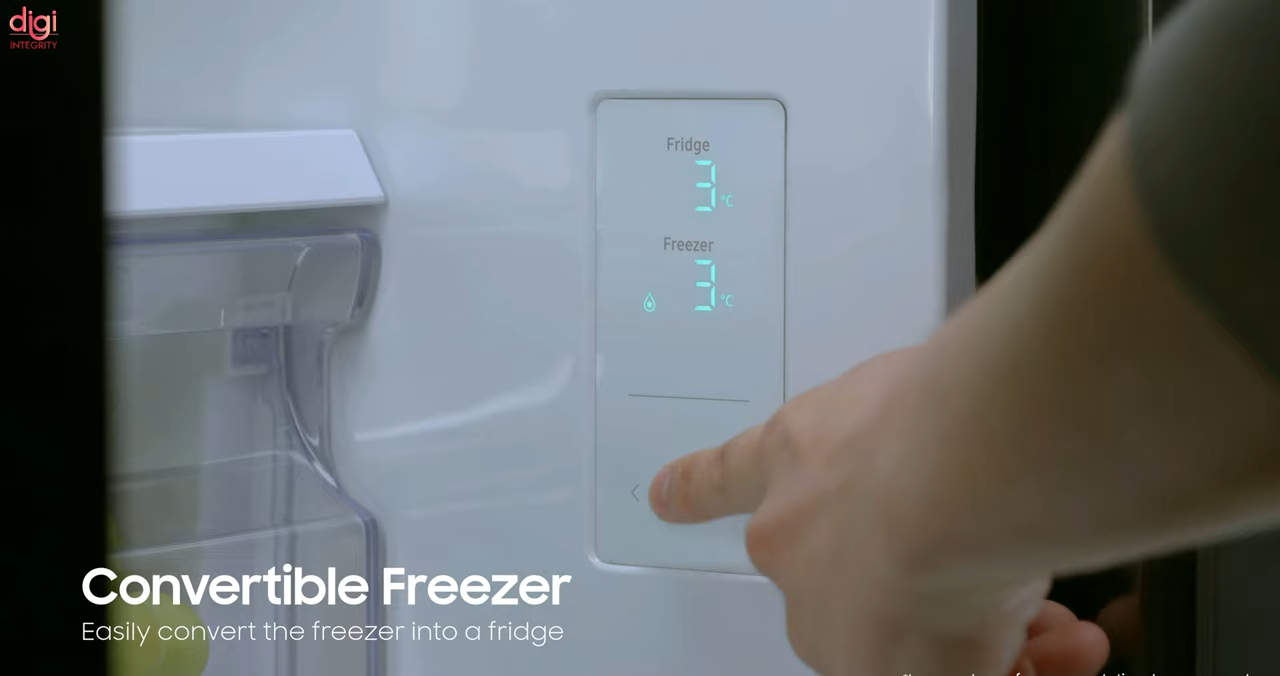 digi
INTEGRITY
Fridge
3 °C
Freezer
3 °C
Convertible Freezer
Easily convert the freezer into a fridge